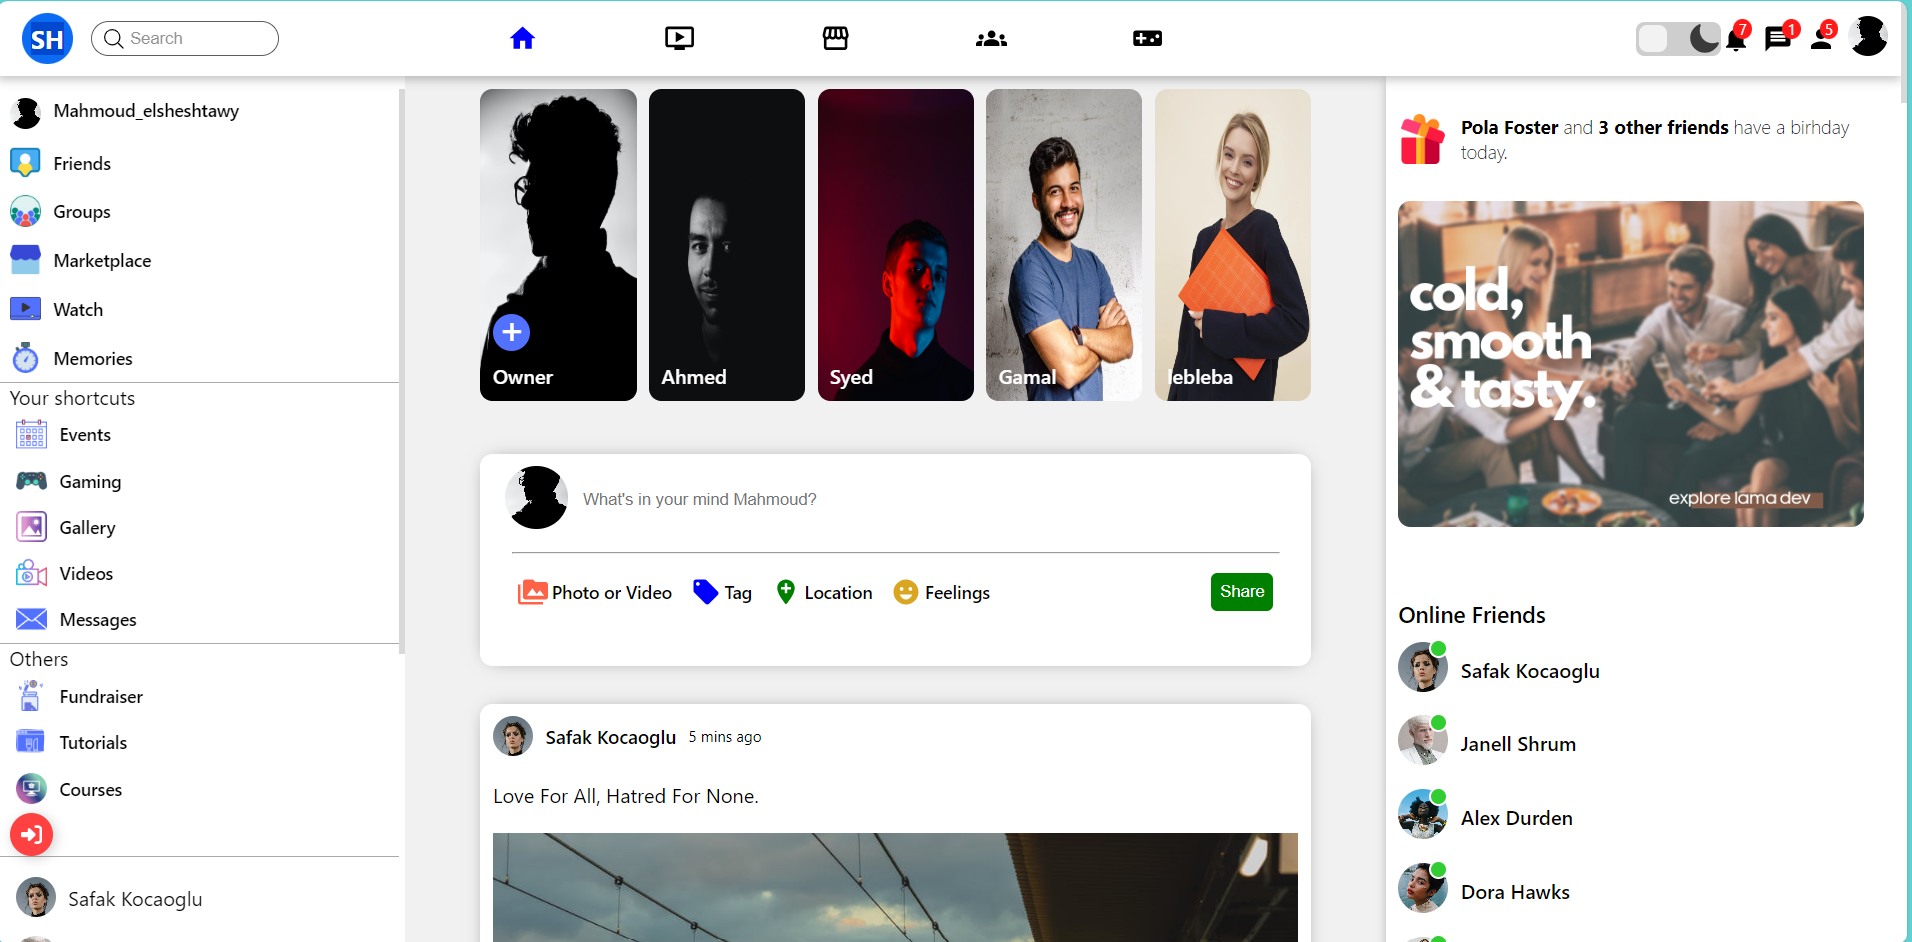 SH
Search
7
1
5
Mahmoud_elsheshtawy
Friends
Groups
Marketplace
Watch
Memories
Your shortcuts
Events
Gaming
Gallery
Videos
Messages
Others
Fundraiser
Tutorials
Courses
Safak Kocaoglu
Owner
Ahmed
Syed
Gamal
lebleba
What's in your mind Mahmoud?
Photo or Video
Tag
Location
Feelings
Share
Safak Kocaoglu 5 mins ago
Love For All, Hatred For None.
Pola Foster and 3 other friends have a birhday
today.
cold,
smooth
& tasty.
explore lama dev
Online Friends
Safak Kocaoglu
Janell Shrum
Alex Durden
Dora Hawks